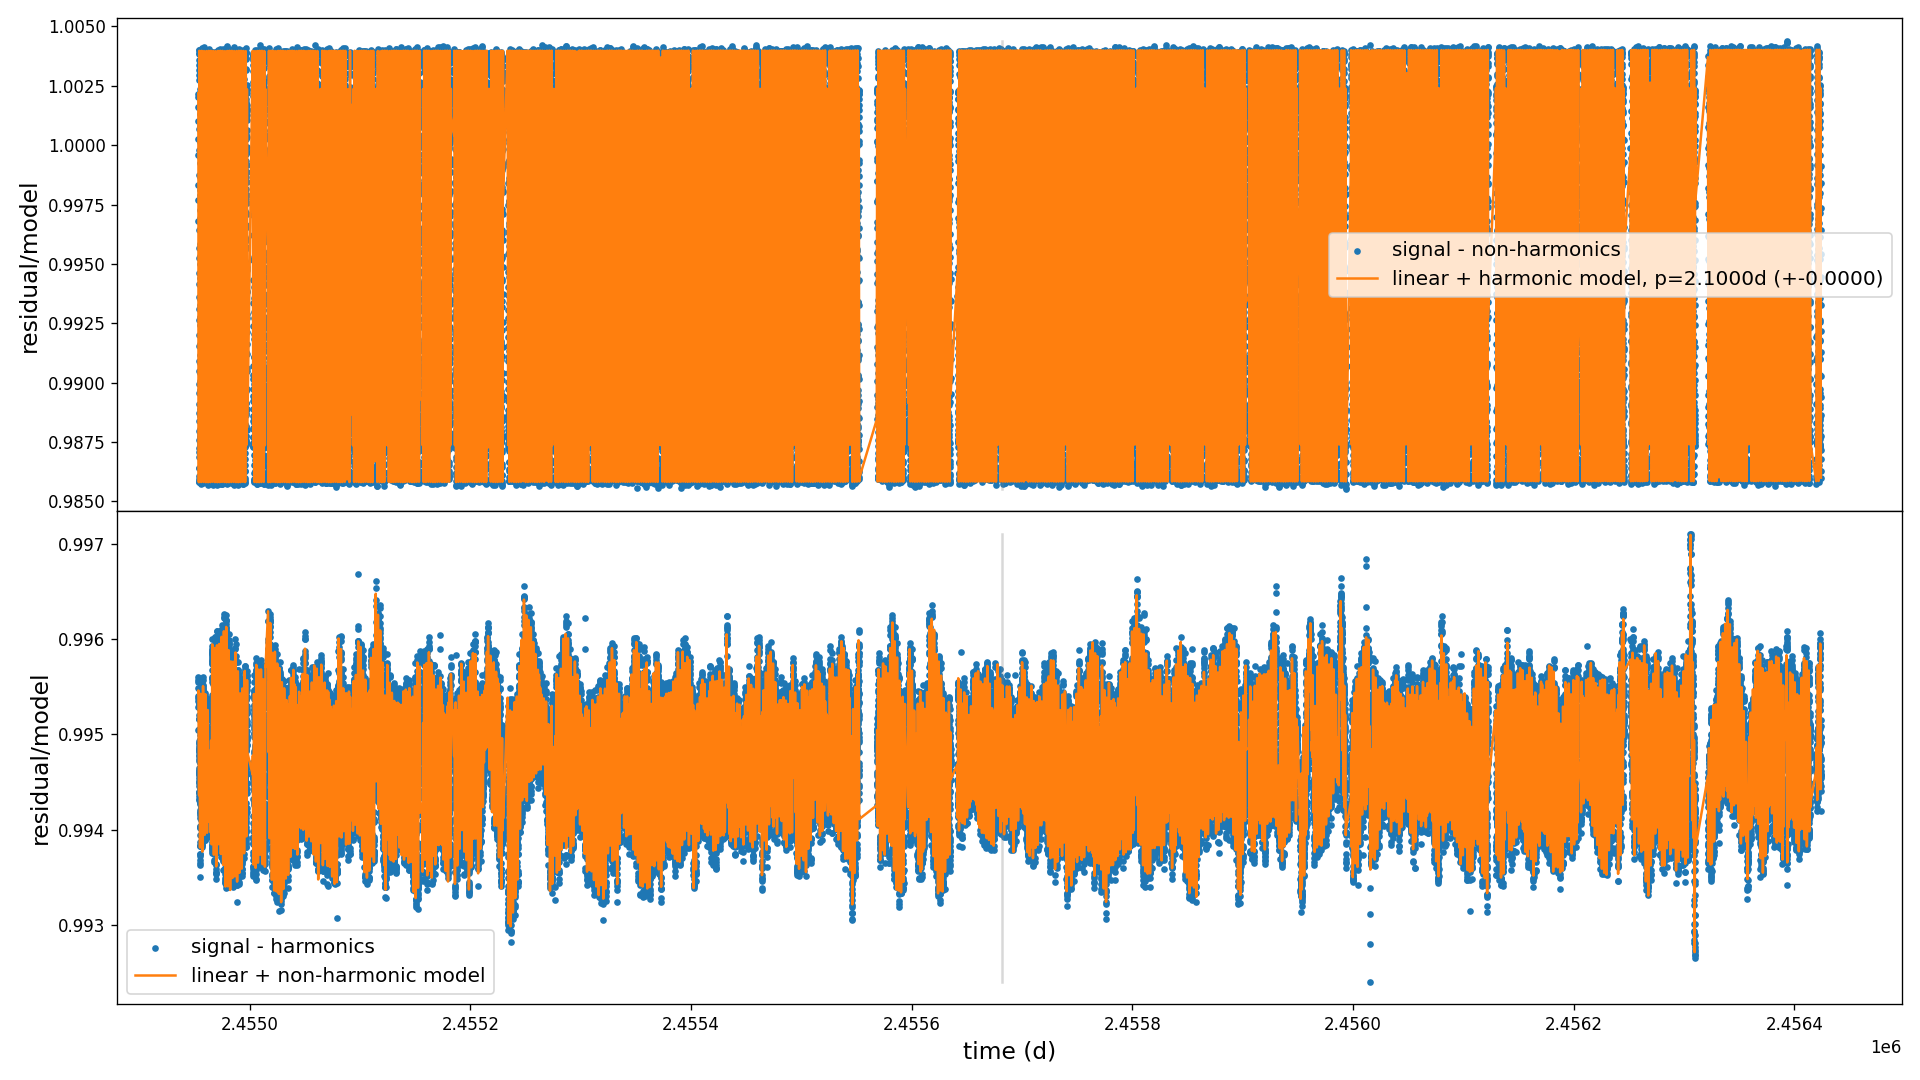 1.0050
1.0025
1.0000
0.9975
0.9950
0.9925
0.9900
0.9875
0.9850
residual/model
signal - non-harmonics
linear + harmonic model, p=2.1000d (+-0.0000)
0.997
0.996
0.995
0.994
0.993
residual/model
signal - harmonics
linear + non-harmonic model
2.4550 2.4552 2.4554 2.4556 2.4558 2.4560 2.4562 2.4564
time (d)
1e6